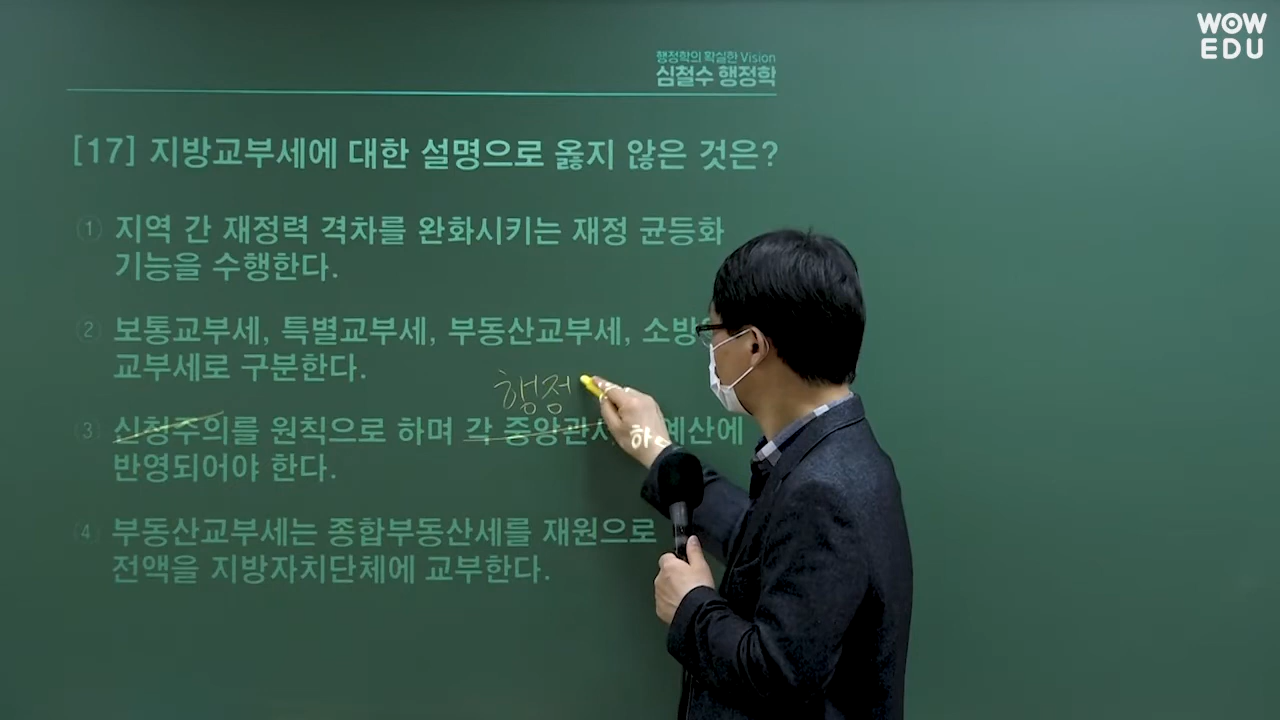 WOW
EDU
행정학의 확실한 Vision
심철수 행정학
[17] 지방교부세에 대한 설명으로 옳지 않은 것은?
① 지역 간 재정력 격차를 완화시키는 재정 균등화
기능을 수행한다.
② 보통교부세, 특별교부세, 부동산교부세,
교부세로 구분한다.
행정
③ 신청주의를 원칙으로 하며 각 예산에
반영되어야 한다.
④ 부동산교부세는 종합부동산세를 재원으로
전액을 지방자치단체에 교부한다.